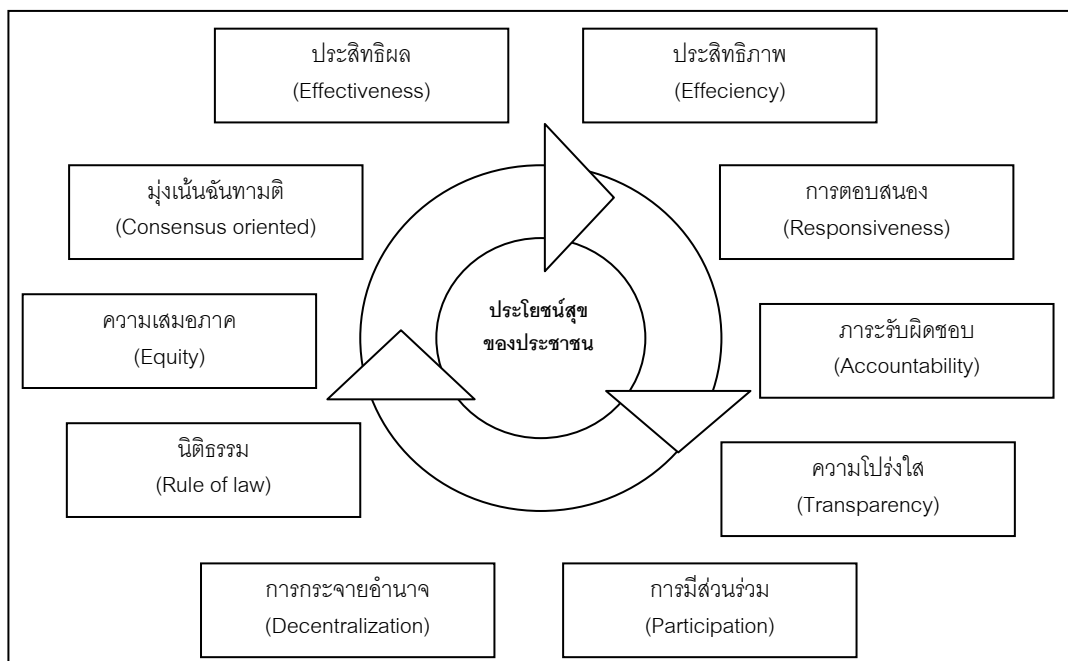 ประสิทธิผล
(Effectiveness)
ประสิทธิภาพ
(Effeciency)
มุ่งเน้นฉันทามติ
(Consensus oriented)
การตอบสนอง
(Responsiveness)
ประโยชน์สุข
ของประชาชน
ความเสมอภาค
(Equity)
ภาระรับผิดชอบ
(Accountability)
นิติธรรม
(Rule of law)
ความโปร่งใส
(Transparency)
การกระจายอำนาจ
(Decentralization)
การมีส่วนร่วม
(Participation)